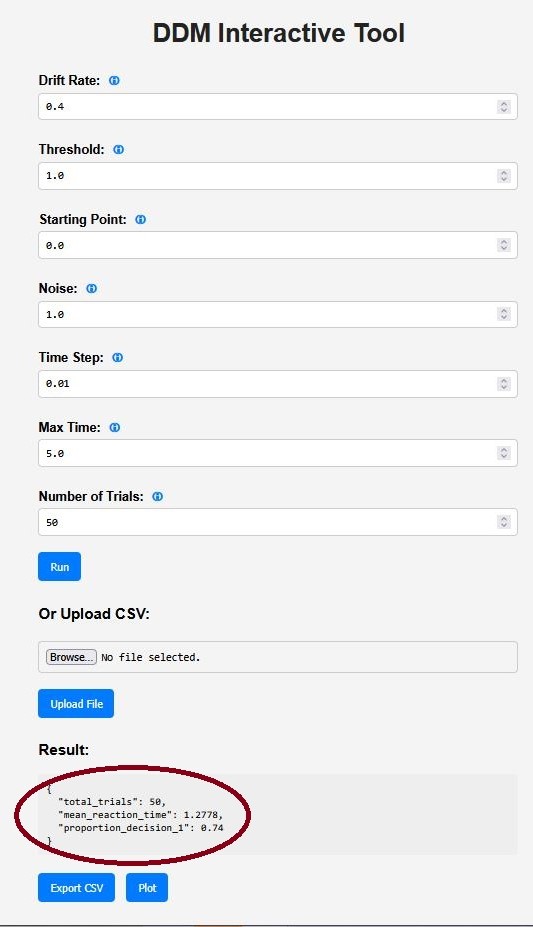 DDM Interactive Tool
Drift Rate:
0.4
Threshold:
1.0
Starting Point:
0.0
Noise:
1.0
Time Step:
0.01
Max Time:
5.0
Number of Trials:
50
Run
Or Upload CSV:
Browse... No file selected.
Upload File
Result:
{
"total_trials": 50,
"mean_reaction_time": 1.2778,
"proportion_decision_1": 0.74
}
Export CSV Plot